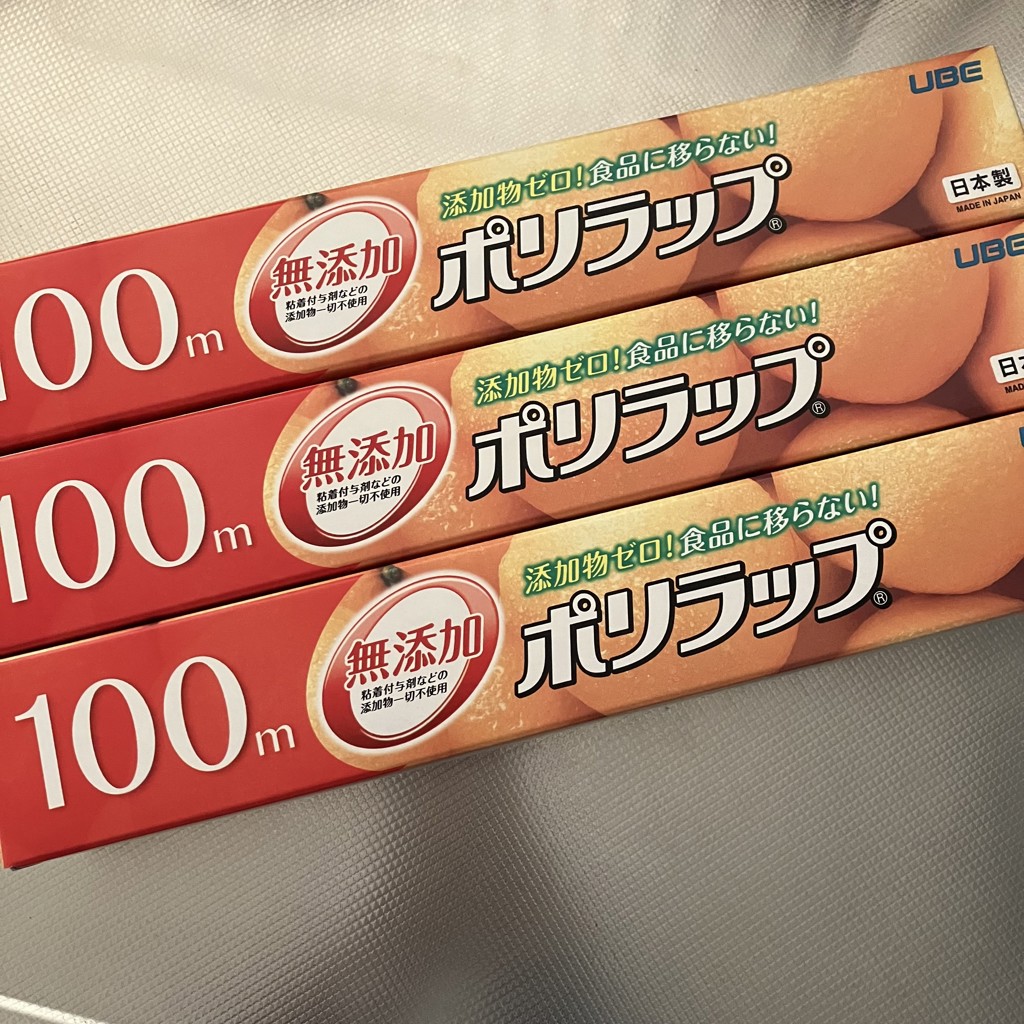 UBE
添加物ゼロ!食品に移らない!
ポリラップ®
無添加
粘着付与剤などの
添加物一切不使用
100m
日本製
MADE IN JAPAN
UBE
添加物ゼロ!食品に移らない!
ポリラップ®
無添加
粘着付与剤などの
添加物一切不使用
100m
添加物ゼロ!食品に移らない!
ポリラップ®
無添加
粘着付与剤などの
添加物一切不使用
100m